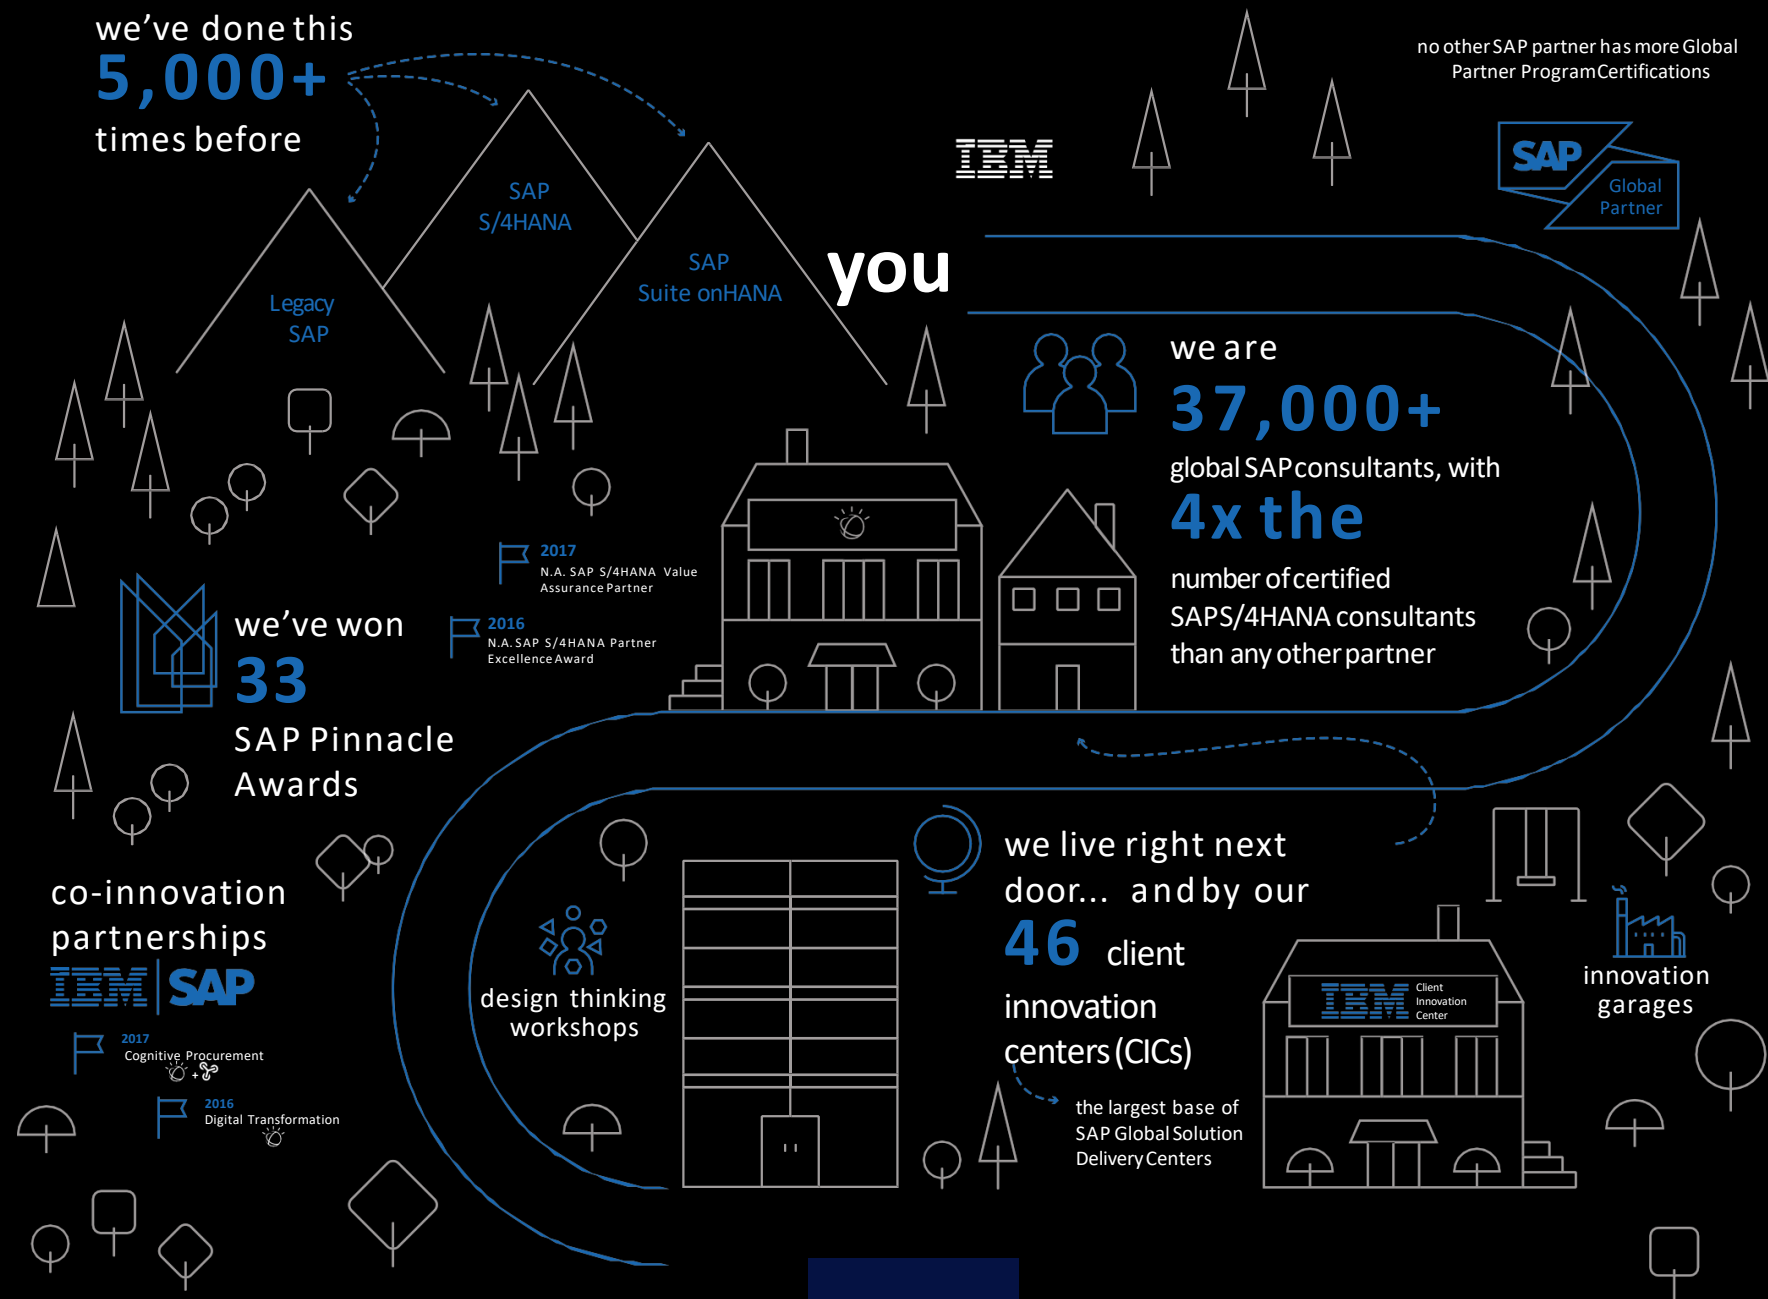 we've done this
5,000+
times before
no other SAP partner has more Global
Partner Program Certifications
IBM
SAP
Global
Partner
SAP
S/4HANA
SAP
Suite onHANA
Legacy
SAP
you
we are
37,000+
global SAP consultants, with
4x the
number of certified
SAPS/4HANA consultants
than any other partner
2017
N.A. SAP S/4HANA Value
Assurance Partner
2016
N.A. SAP S/4HANA Partner
Excellence Award
we've won
33
SAP Pinnacle
Awards
co-innovation
partnerships
IBM | SAP
2017
Cognitive Procurement
+
2016
Digital Transformation
design thinking
workshops
we live right next
door... and by our
46 client
innovation
centers (CICs)
the largest base of
SAP Global Solution
Delivery Centers
IBM
Client
Innovation
Center
innovation
garages